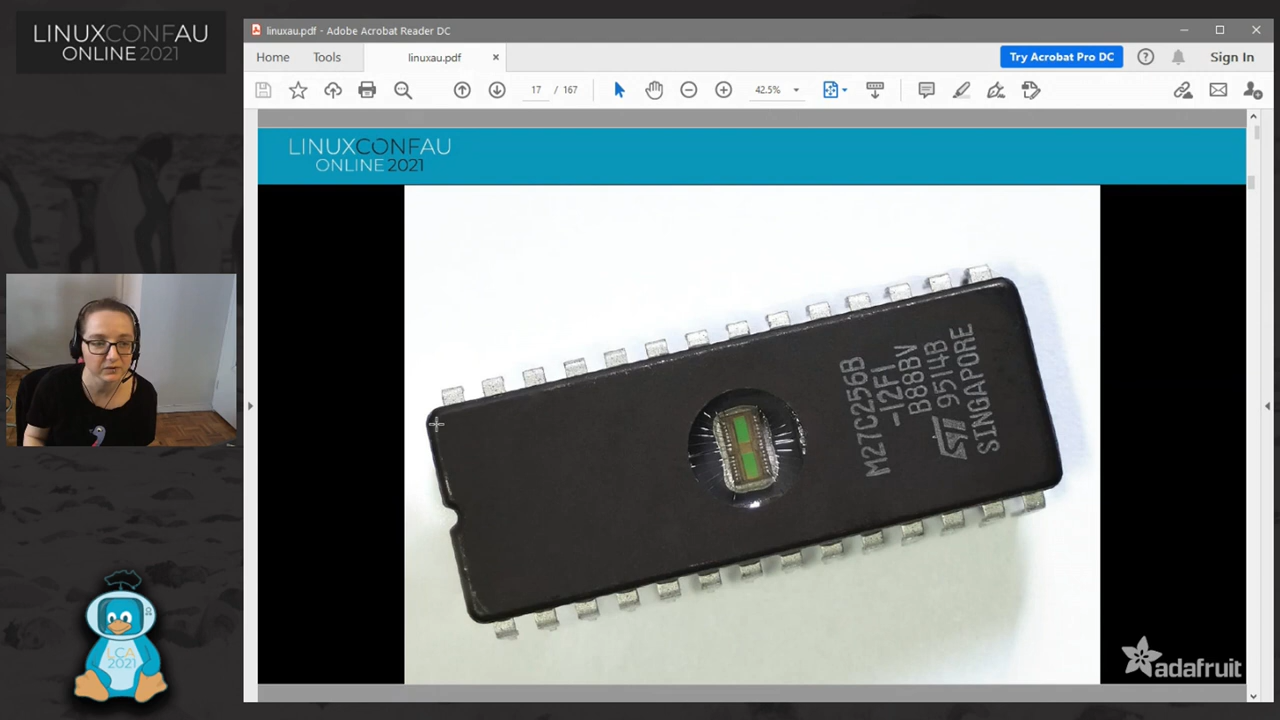 LINUXCONFAU
ONLINE 2021
linuxau.pdf - Adobe Acrobat Reader DC
Home
Tools
linuxau.pdf
Try Acrobat Pro DC
Sign In
17 / 167
42.5%
LINUXCONFAU
ONLINE 2021
M27C256B
-12F1
B88BV
ST 9514B
SINGAPORE
adafruit
LCA
2021